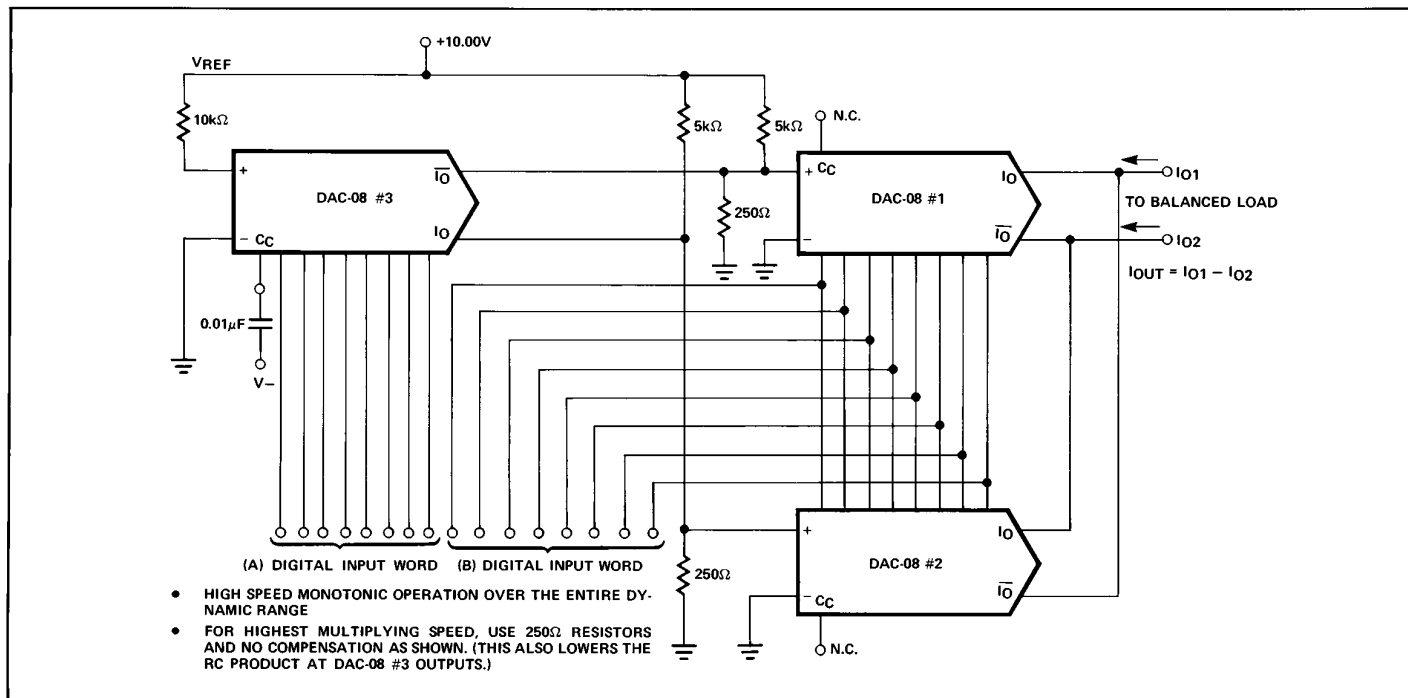 +10.00V
VREF
10kΩ
5kΩ
5kΩ
N.C.
+
IO
DAC-08 #3
IO
-
CC
250Ω
+
CC
IO
DAC-08 #1
IO
-
IO1
TO BALANCED LOAD
IO2
IOUT = IO1 – IO2
0.01μF
V–
+
IO
DAC-08 #2
IO
-
CC
250Ω
N.C.
(A) DIGITAL INPUT WORD
(B) DIGITAL INPUT WORD
• HIGH SPEED MONOTONIC OPERATION OVER THE ENTIRE DY-
NAMIC RANGE
• FOR HIGHEST MULTIPLYING SPEED, USE 250Ω RESISTORS
AND NO COMPENSATION AS SHOWN. (THIS ALSO LOWERS THE
RC PRODUCT AT DAC-08 #3 OUTPUTS.)